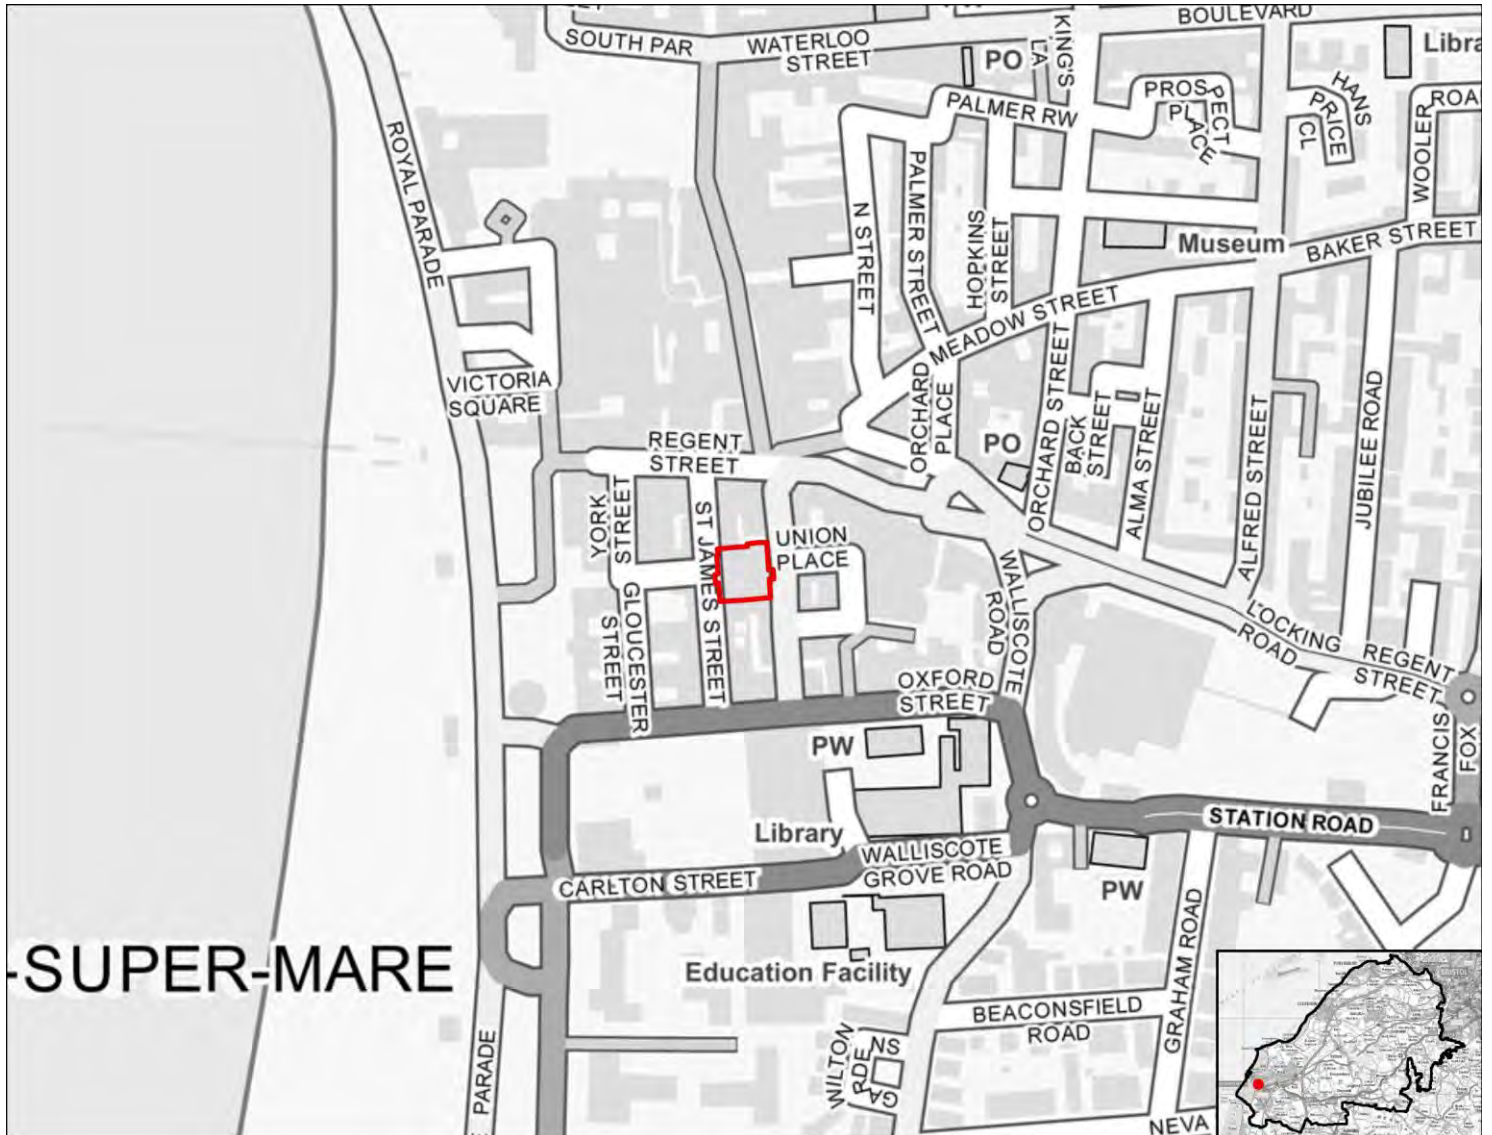 BOULEVARD
SOUTH PAR
WATERLOO
STREET
PO
LA
KING'S
Libra
PALMER RW
PROS
PECT
PLACE
HANS
PRICE
CL
WOOLER
ROA
ROYAL PARADE
N STREET
PALMER STREET
HOPKINS
STREET
Museum
BAKER STREET
MEADOW STREET
VICTORIA
SQUARE
ORCHARD
PLACE
ORCHARD STREET
BACK
STREET
ALMA STREET
ALFRED STREET
JUBILEE ROAD
REGENT
STREET
PO
YORK
STREET
ST JAMES STREET
UNION
PLACE
GLOUCESTER
STREET
WALLISCOTE
ROAD
LOCKING
ROAD
REGENT
STREET
OXFORD
STREET
PW
FRANCIS
FOX
STATION ROAD
Library
WALLISCOTE
GROVE ROAD
CARLTON STREET
PW
GRAHAM ROAD
-SUPER-MARE
Education Facility
BEACONSFIELD
ROAD
WILTON
GARDE
NS
PARADE
NEVA
BRISTOL